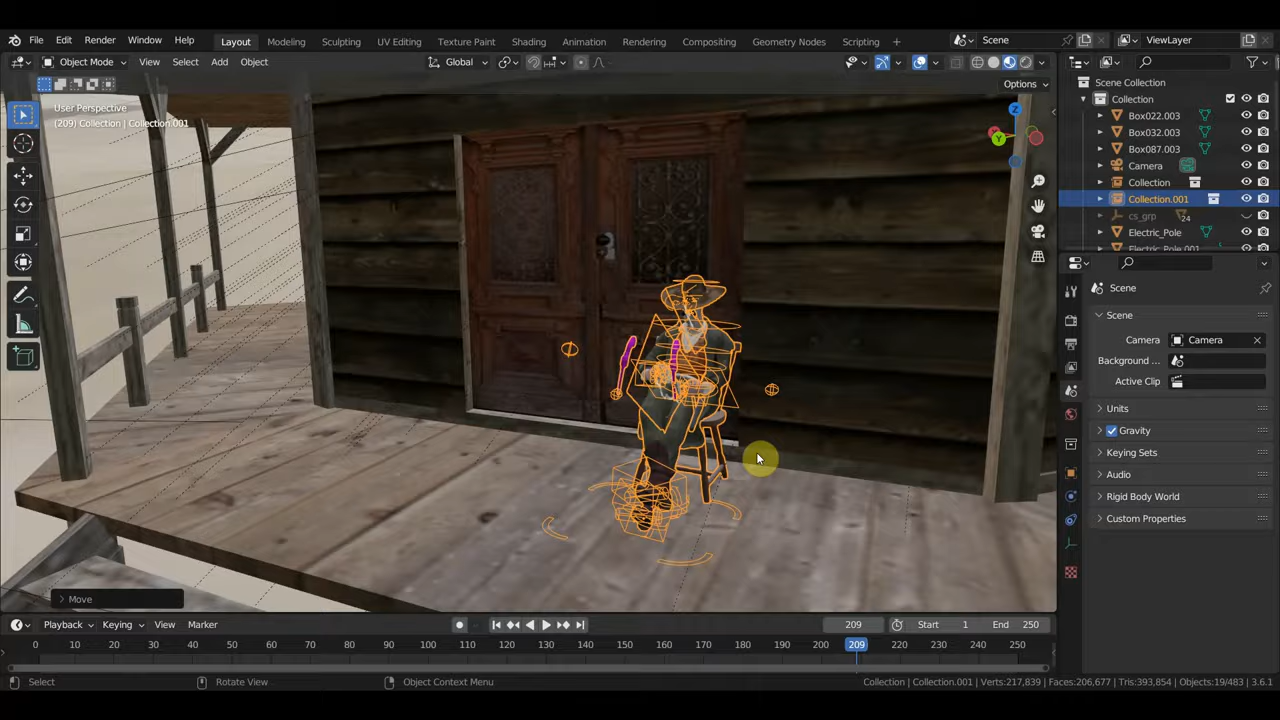 File Edit Render Window Help Layout Modeling Sculpting UV Editing Texture Paint Shading Animation Rendering Compositing Geometry Nodes Scripting + Scene ViewLayer
Object Mode View Select Add Object Global
Options
User Perspective
(209) Collection | Collection.001
Z
Y
Move
Scene Collection
Collection
Box022.003
Box032.003
Box087.003
Camera
Collection
Collection.001
cs_grp 24
Electric_Pole
Electric_Pole.001
Scene
Scene
Camera Camera
Background ...
Active Clip
Units
Gravity
Keying Sets
Audio
Rigid Body World
Custom Properties
Playback Keying View Marker 209 Start 1 End 250
0 10 20 30 40 50 60 70 80 90 100 110 120 130 140 150 160 170 180 190 200 209 220 230 240 250
Select Rotate View Object Context Menu Collection | Collection.001 | Verts:217,839 | Faces:206,677 | Tris:393,854 | Objects:19/483 | 3.6.1